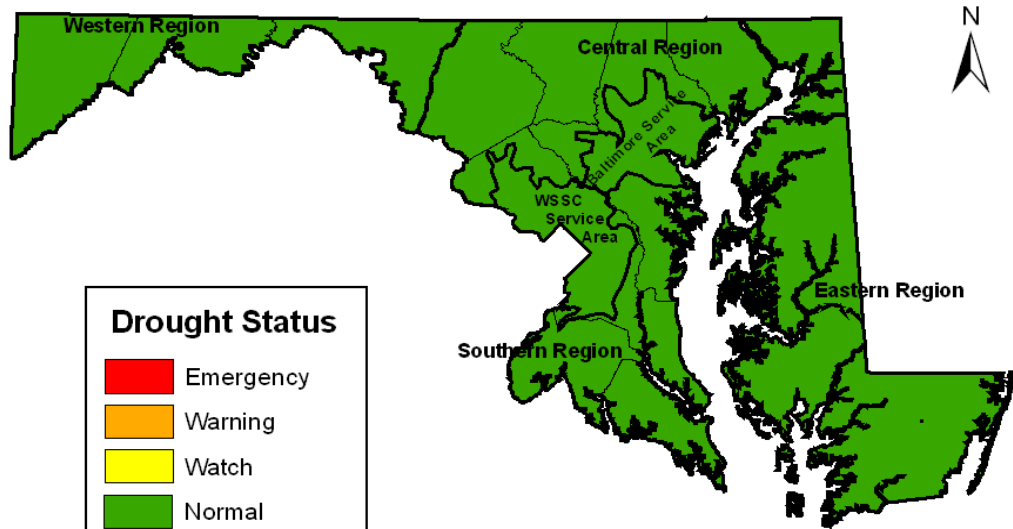 N
Western Region
Central Region
Baltimore Service
Area
WSSC
Service
Area
Eastern Region
Southern Region
Drought Status
Emergency
Warning
Watch
Normal